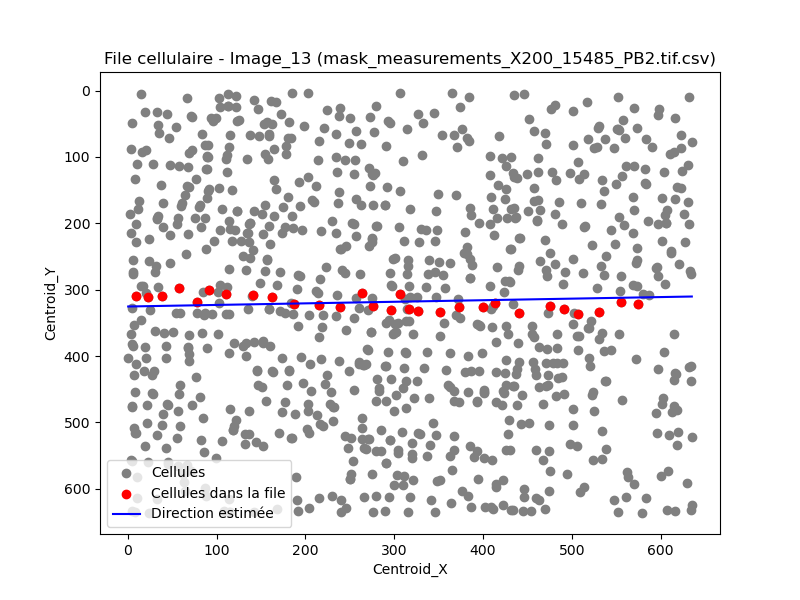 File cellulaire - Image_13 (mask_measurements_X200_15485_PB2.tif.csv)
0
100
200
300
400
500
600
Centroid_Y
Cellules
Cellules dans la file
Direction estimée
0 100 200 300 400 500 600
Centroid_X